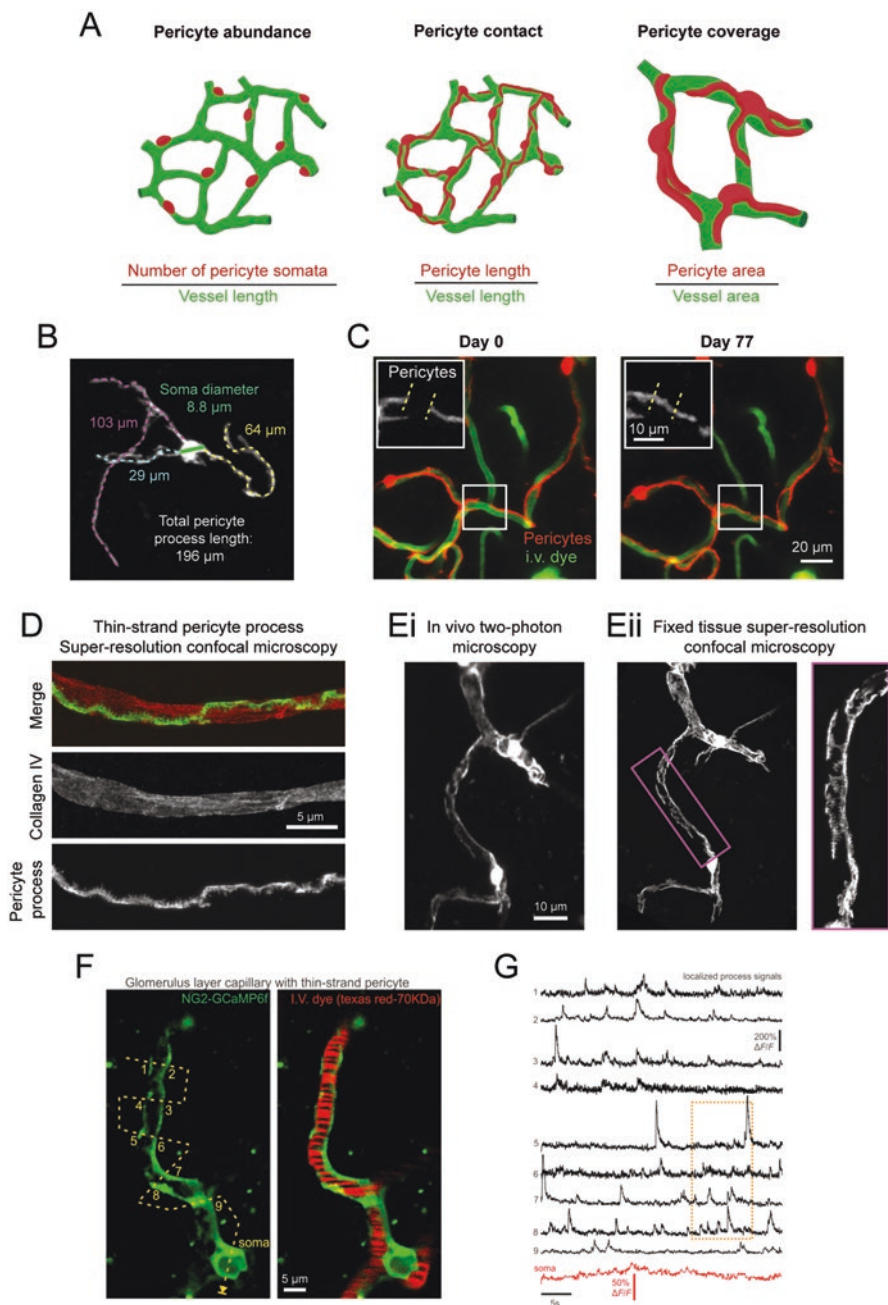 A
Pericyte abundance
Pericyte contact
Pericyte coverage
Number of pericyte somata
Vessel length
Pericyte length
Vessel length
Pericyte area
Vessel area
B
Soma diameter
8.8 µm
103 µm
64 µm
29 µm
Total pericyte
process length:
196 µm
C
Day 0
Day 77
Pericytes
10 µm
Pericytes
i.v. dye
20 µm
D
Thin-strand pericyte process
Super-resolution confocal microscopy
Merge
Collagen IV
5 µm
Pericyte
process
Ei
In vivo two-photon
microscopy
10 µm
Eii
Fixed tissue super-resolution
confocal microscopy
F
Glomerulus layer capillary with thin-strand pericyte
NG2-GCaMP6f
I.V. dye (texas red-70KDa)
1
2
4
3
5
6
7
8
9
soma
5 µm
G
localized process signals
1
2
200%
ΔF/F
3
4
5
6
7
8
9
soma
50%
ΔF/F
5s